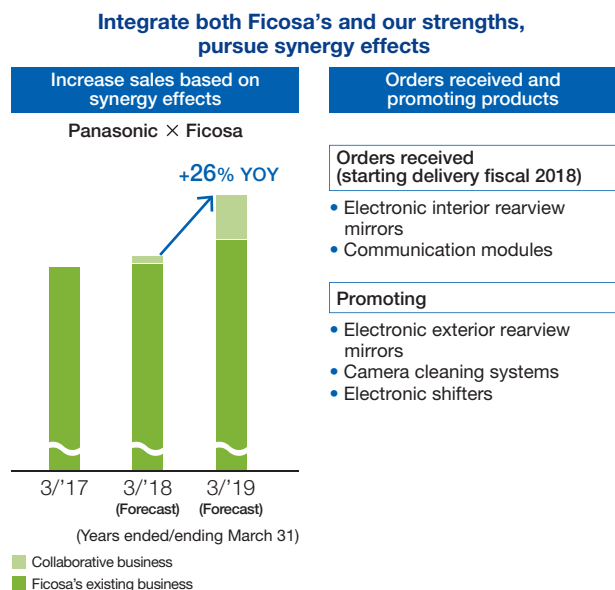 Integrate both Ficosa's and our strengths,
pursue synergy effects
Increase sales based on
synergy effects
Panasonic × Ficosa
+26% YOY
3/'17
3/'18
(Forecast)
3/'19
(Forecast)
(Years ended/ending March 31)
Collaborative business
Ficosa's existing business
Orders received and
promoting products
Orders received
(starting delivery fiscal 2018)
• Electronic interior rearview
mirrors
• Communication modules
Promoting
• Electronic exterior rearview
mirrors
• Camera cleaning systems
• Electronic shifters